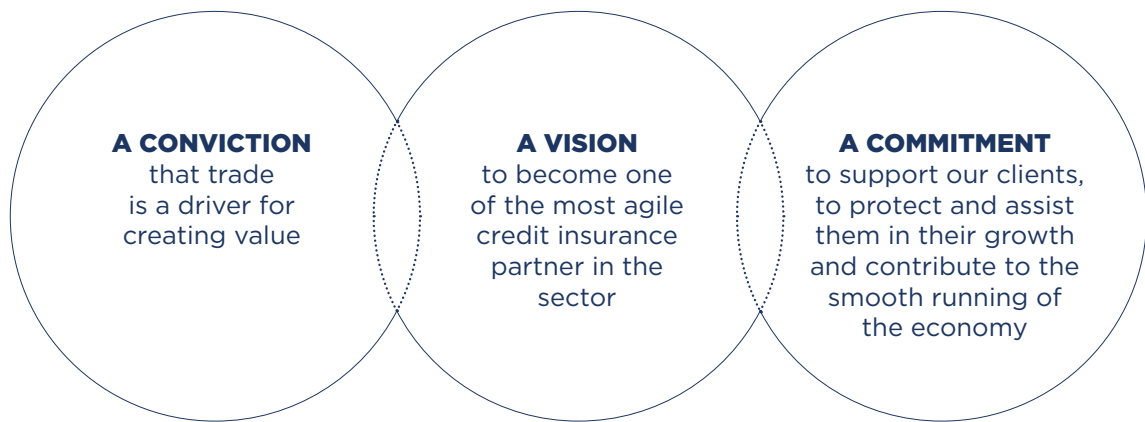 A CONVICTION
that trade
is a driver for
creating value
A VISION
to become one
of the most agile
credit insurance
partner in the
sector
A COMMITMENT
to support our clients,
to protect and assist
them in their growth
and contribute to the
smooth running of
the economy